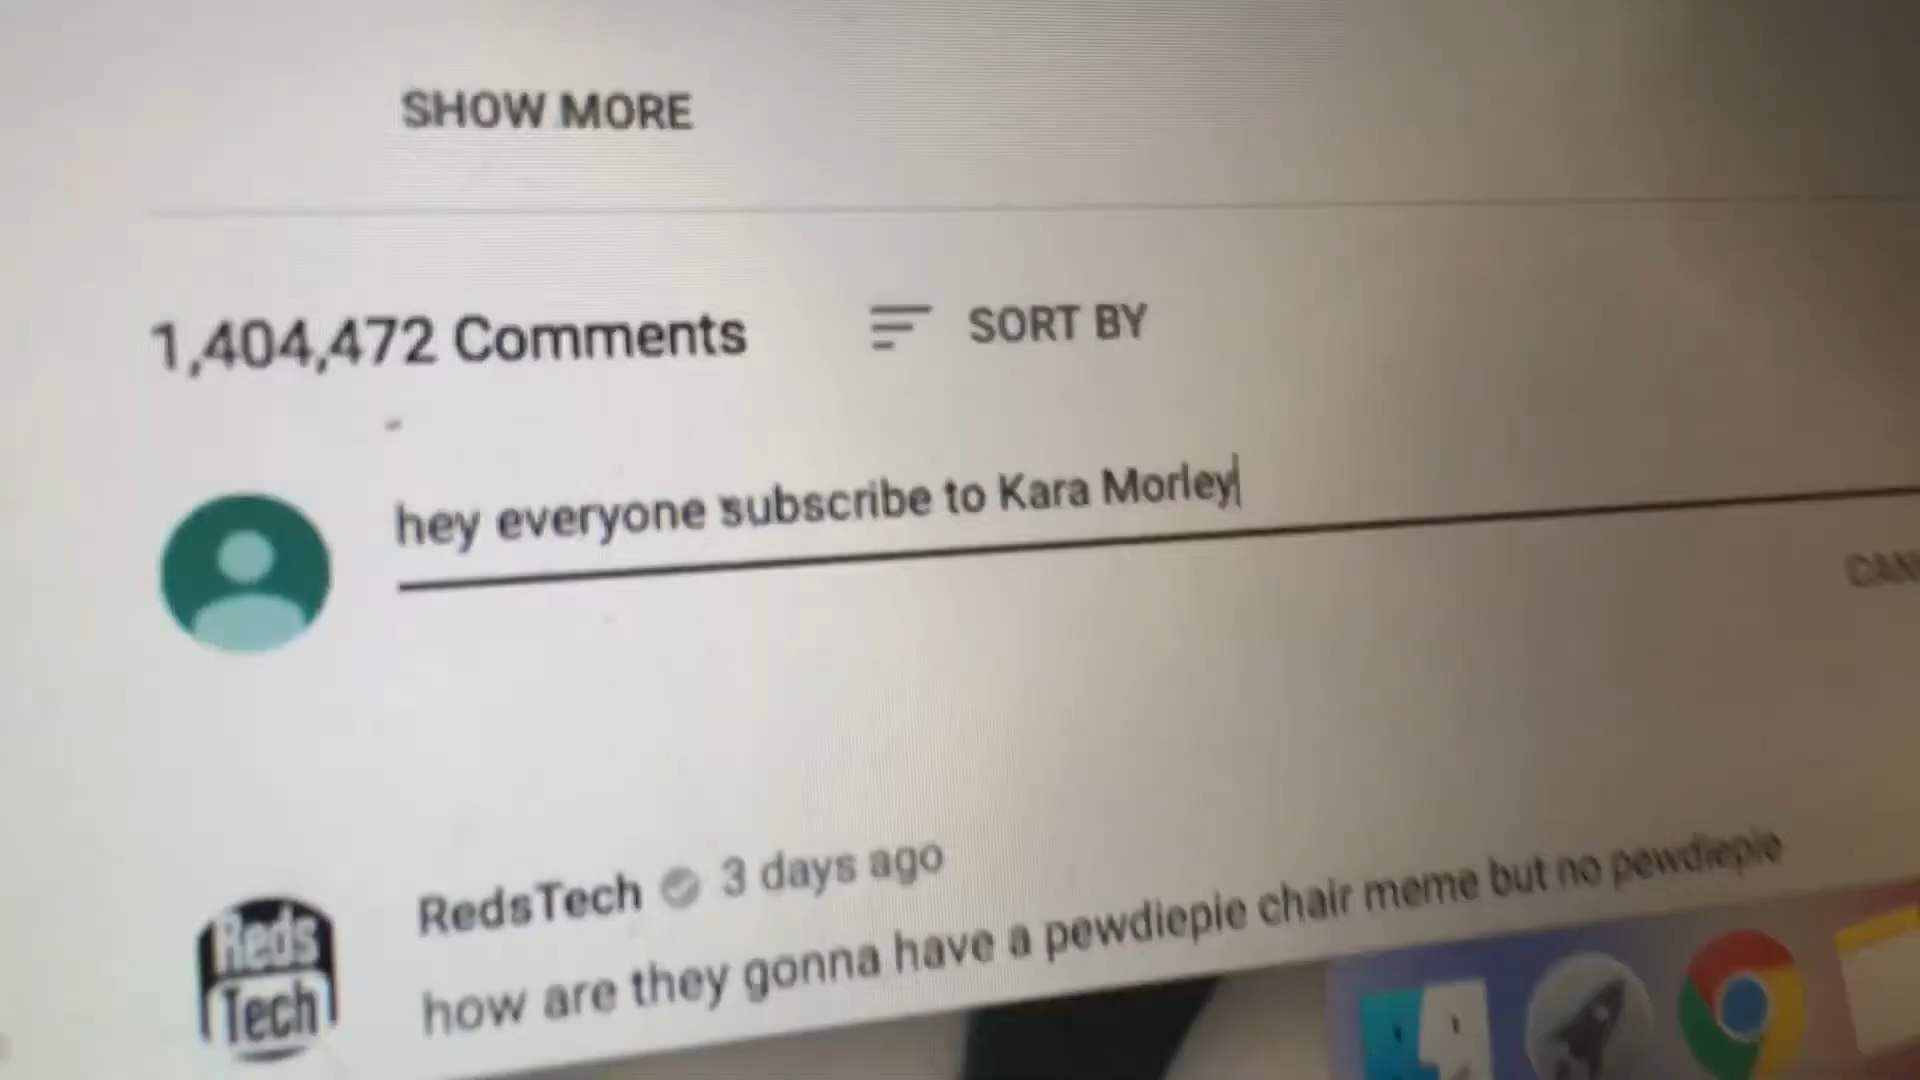 SHOW MORE
1,404,472 Comments
SORT BY
hey everyone subscribe to Kara Morley
CAN
RedsTech 3 days ago
how are they gonna have a pewdiepie chair meme but no pewdiepie
Reds
Tech